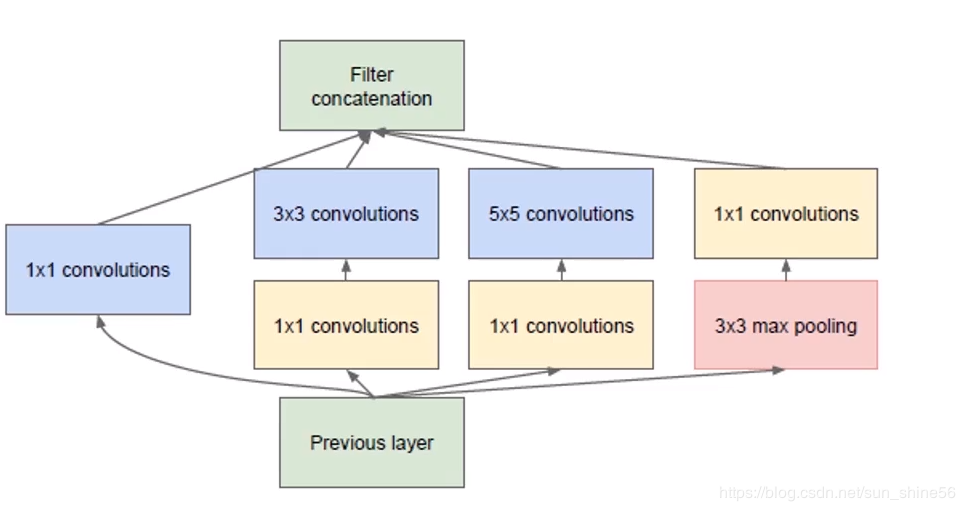 Filter
concatenation
3x3 convolutions
5x5 convolutions
1x1 convolutions
1x1 convolutions
1x1 convolutions
1x1 convolutions
3x3 max pooling
Previous layer
https://blog.csdn.net/sun_shine56